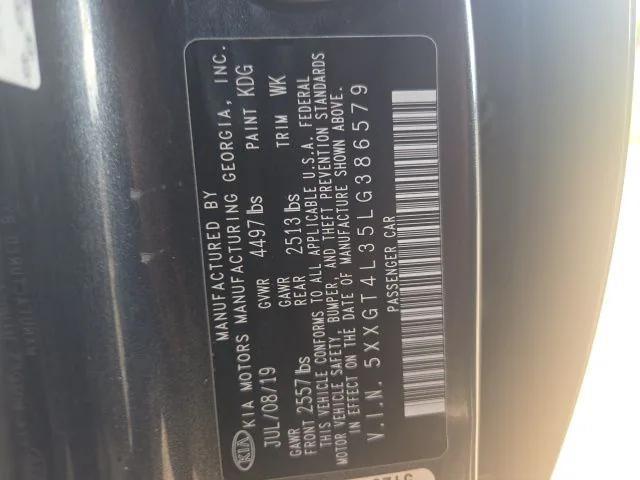 MANUFACTURED BY
KIA KIA MOTORS MANUFACTURING GEORGIA, INC.
JUL/08/19 GVWR 4497 lbs PAINT KDG
GAWR GAWR TRIM WK
FRONT 2557 lbs REAR 2513 lbs
THIS VEHICLE CONFORMS TO ALL APPLICABLE U.S.A. FEDERAL
MOTOR VEHICLE SAFETY, BUMPER, AND THEFT PREVENTION STANDARDS
IN EFFECT ON THE DATE OF MANUFACTURE SHOWN ABOVE.
V.I.N. 5XXGT4L35LG386579
PASSENGER CAR